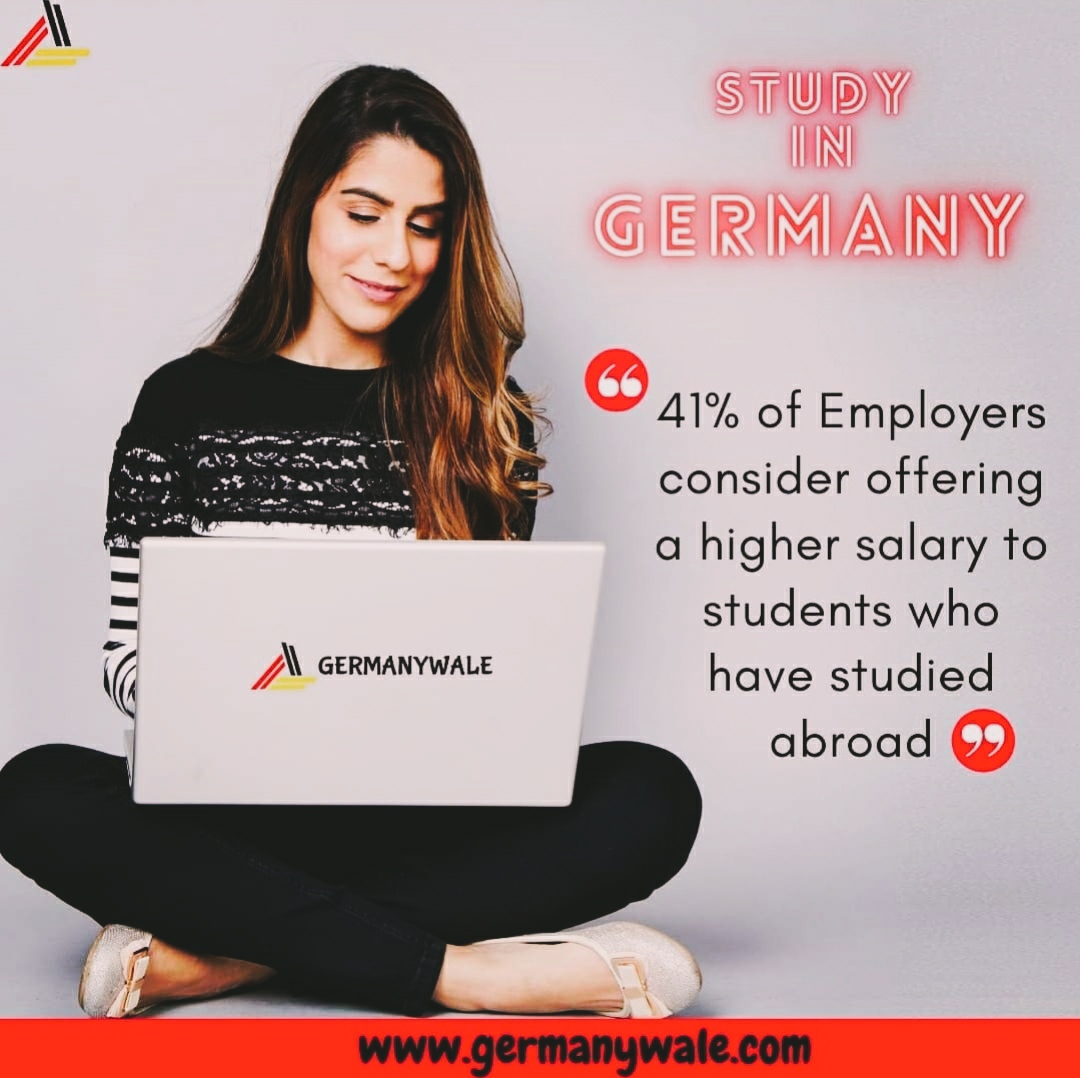 STUDY
IN
GERMANY
“ 41% of Employers
consider offering
a higher salary to
students who
have studied
abroad ”
GERMANYWALE
www.germanywale.com